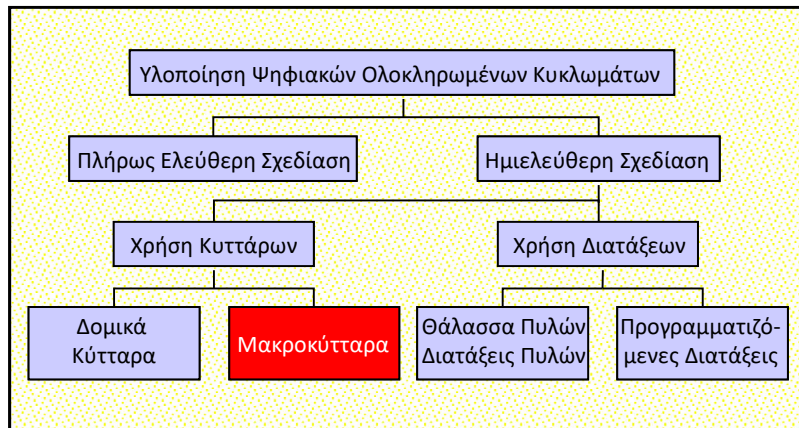 Υλοποίηση Ψηφιακών Ολοκληρωμένων Κυκλωμάτων
Πλήρως Ελεύθερη Σχεδίαση
Ημιελεύθερη Σχεδίαση
Χρήση Κυττάρων
Χρήση Διατάξεων
Δομικά
Κύτταρα
Μακροκύτταρα
Θάλασσα Πυλών
Διατάξεις Πυλών
Προγραμματιζό-
μενες Διατάξεις